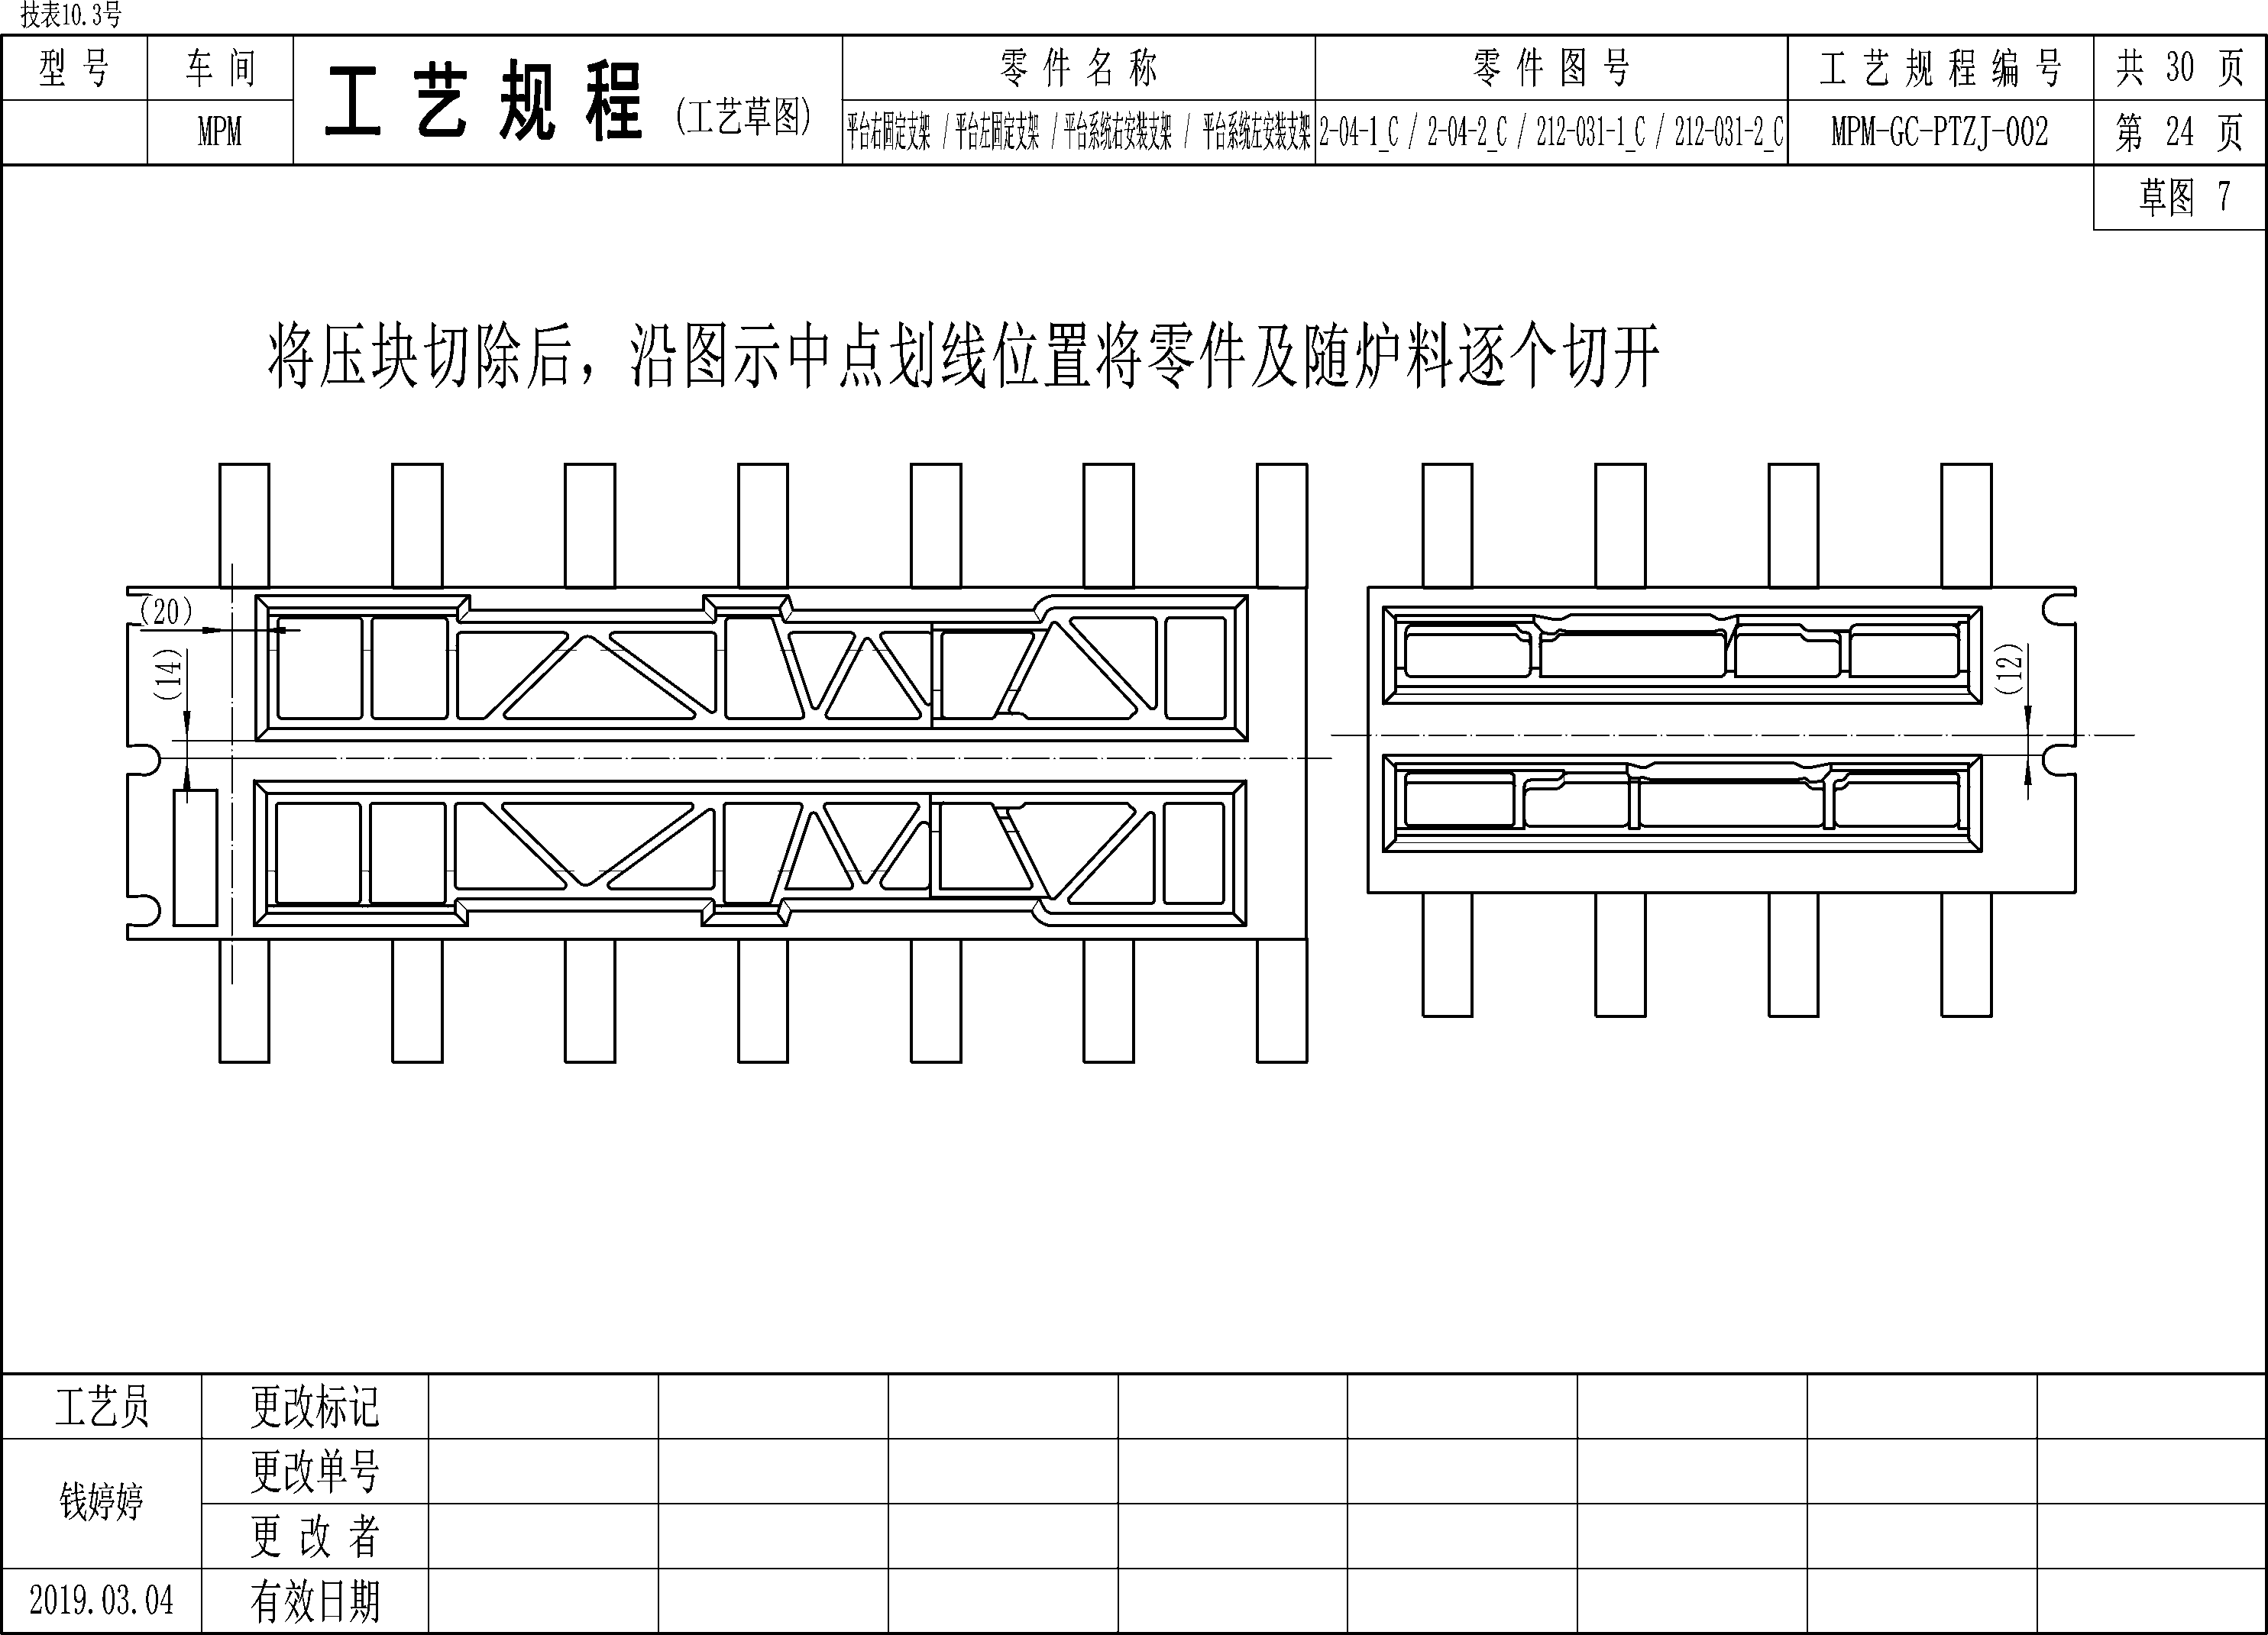 技表10.3号
型 号 车 间 工 艺 规 程 (工艺草图) 零 件 名 称 零 件 图 号 工 艺 规 程 编 号 共 30 页
MPM 平台右固定支架 / 平台左固定支架 / 平台系统右安装支架 / 平台系统左安装支架 2-04-1_C / 2-04-2_C / 212-031-1_C / 212-031-2_C MPM-GC-PTZJ-002 第 24 页
草图 7
将压块切除后，沿图示中点划线位置将零件及随炉料逐个切开
(20)
(14)
(12)
工艺员 更改标记
更改单号
钱婷婷
更 改 者
2019.03.04 有效日期